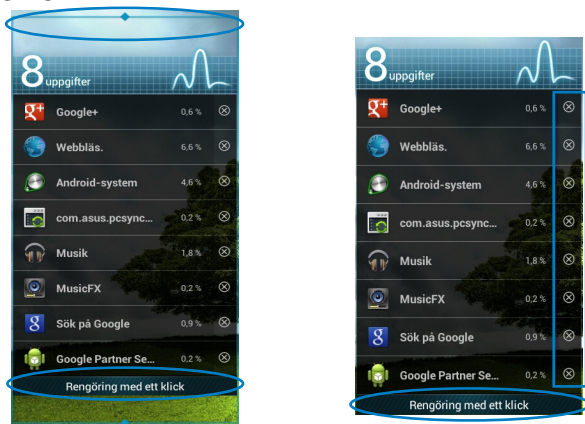 8 uppgifter
Google+ 0,6 %
Webbläs. 6,6 %
Android-system 4,6 %
com.asus.pcsync... 0,2 %
Musik 1,8 %
MusicFX 0,2 %
Sök på Google 0,9 %
Google Partner Se... 0,2 %
Rengöring med ett klick
8 uppgifter
Google+ 0,6 %
Webbläs. 6,6 %
Android-system 4,6 %
com.asus.pcsync... 0,2 %
Musik 1,8 %
MusicFX 0,2 %
Sök på Google 0,9 %
Google Partner Se... 0,2 %
Rengöring med ett klick